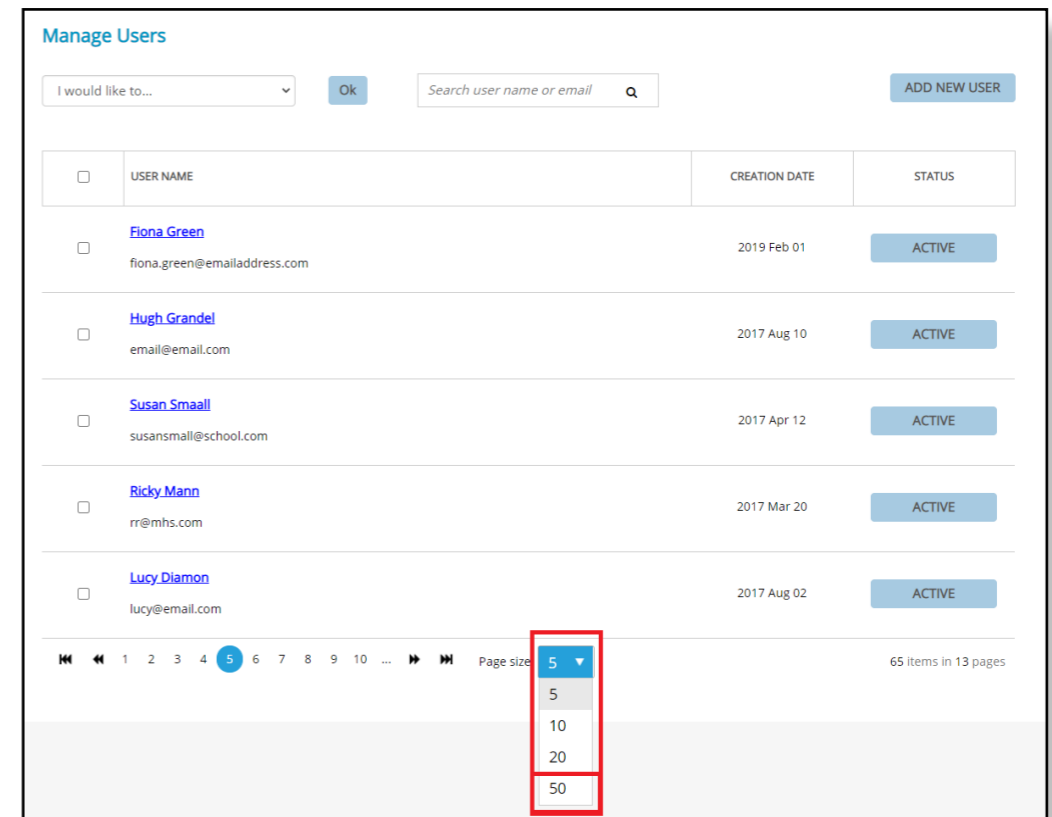 Manage Users
I would like to... Ok Search user name or email ADD NEW USER
USER NAME CREATION DATE STATUS
Fiona Green
fiona.green@emailaddress.com 2019 Feb 01 ACTIVE
Hugh Grandel
email@email.com 2017 Aug 10 ACTIVE
Susan Smaall
susansmall@school.com 2017 Apr 12 ACTIVE
Ricky Mann
rr@mhs.com 2017 Mar 20 ACTIVE
Lucy Diamon
lucy@email.com 2017 Aug 02 ACTIVE
1 2 3 4 5 6 7 8 9 10 ... Page size 5 65 items in 13 pages
5
10
20
50